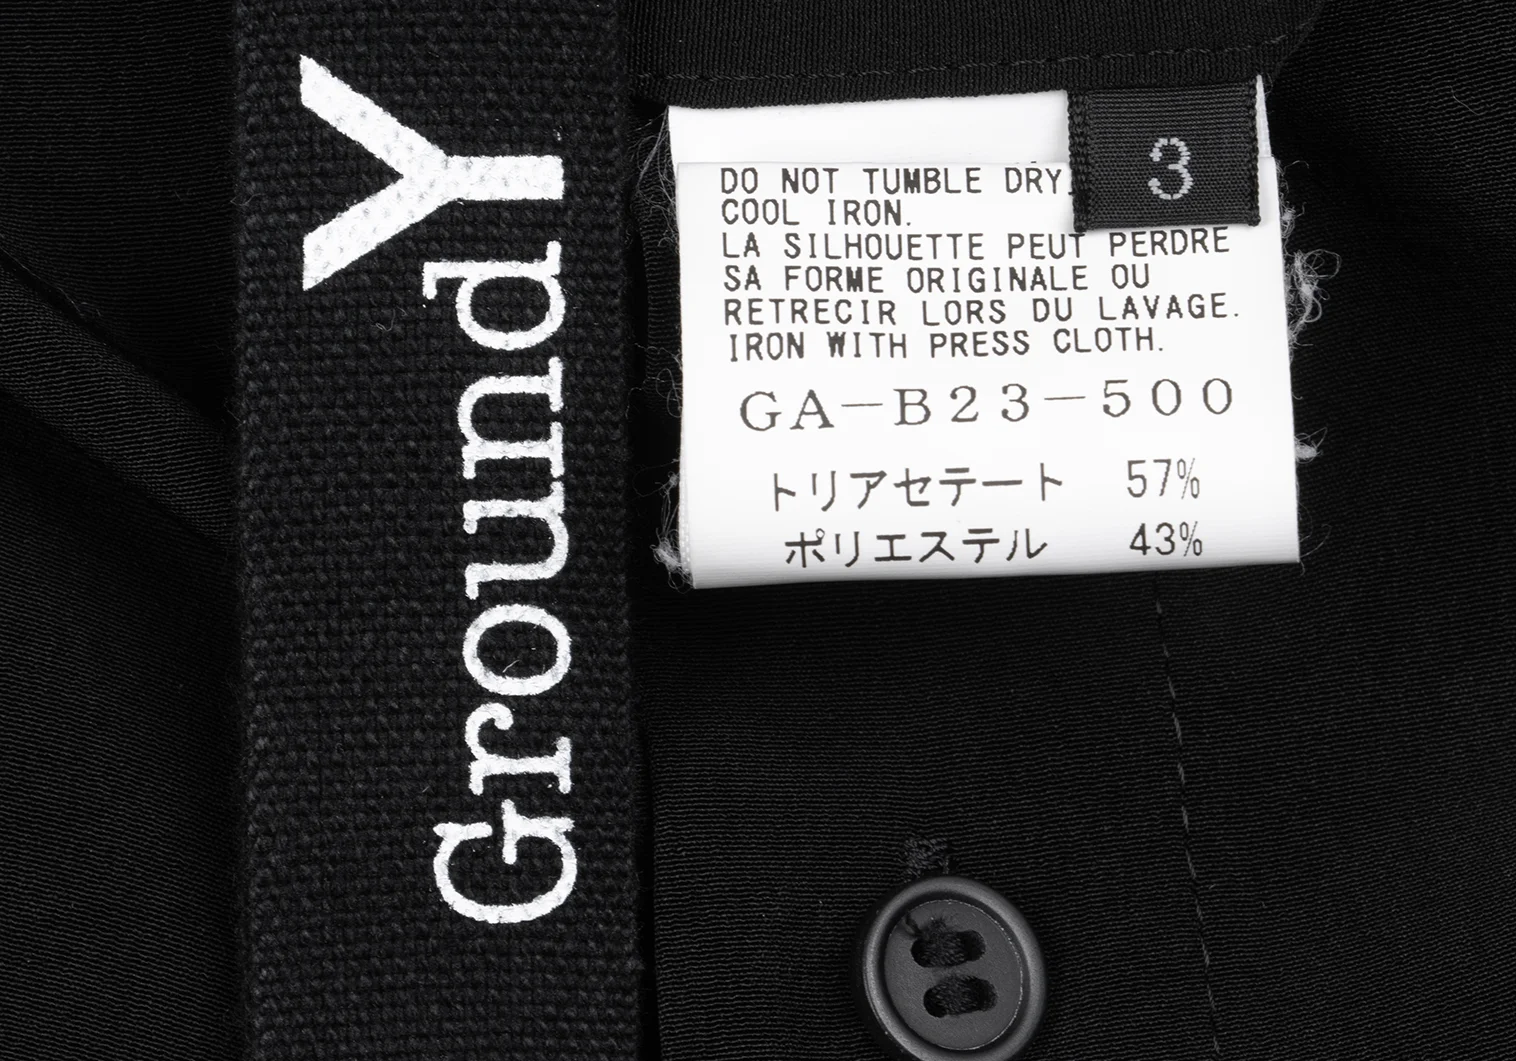 Ground Y
3
DO NOT TUMBLE DRY.
COOL IRON.
LA SILHOUETTE PEUT PERDRE
SA FORME ORIGINALE OU
RETRECIR LORS DU LAVAGE.
IRON WITH PRESS CLOTH.
GA-B23-500
トリアセテート 57%
ポリエステル 43%